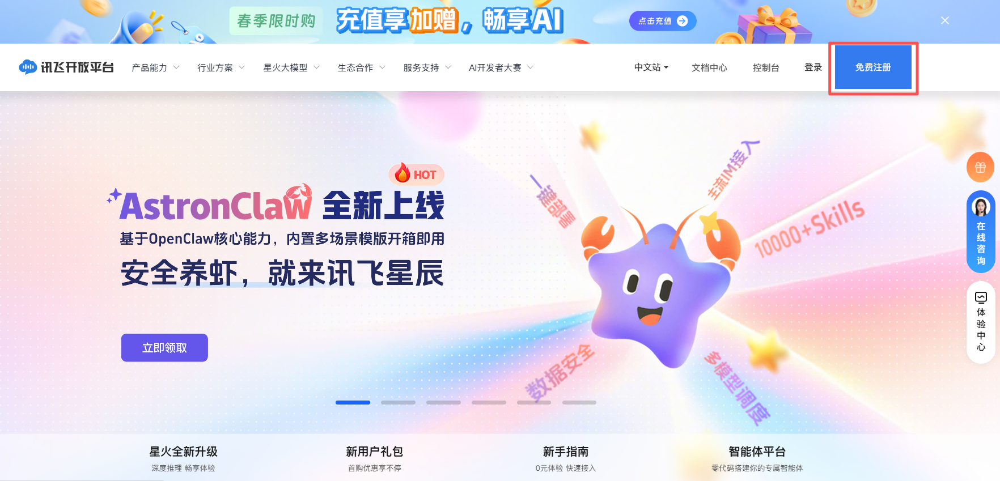 春季限时购
充值享加赠，畅享AI
点击充值
讯飞开放平台
产品能力
行业方案
星火大模型
生态合作
服务支持
AI开发者大赛
中文站
文档中心
控制台
登录
免费注册
HOT
AstronClaw 全新上线
基于OpenClaw核心能力，内置多场景模版开箱即用
安全养虾，就来讯飞星辰
立即领取
一键部署
主流IM接入
10000+Skills
数据安全
多模型调度
在线咨询
体验中心
星火全新升级
深度推理 畅享体验
新用户礼包
首购优惠享不停
新手指南
0元体验 快速接入
智能体平台
零代码搭建你的专属智能体